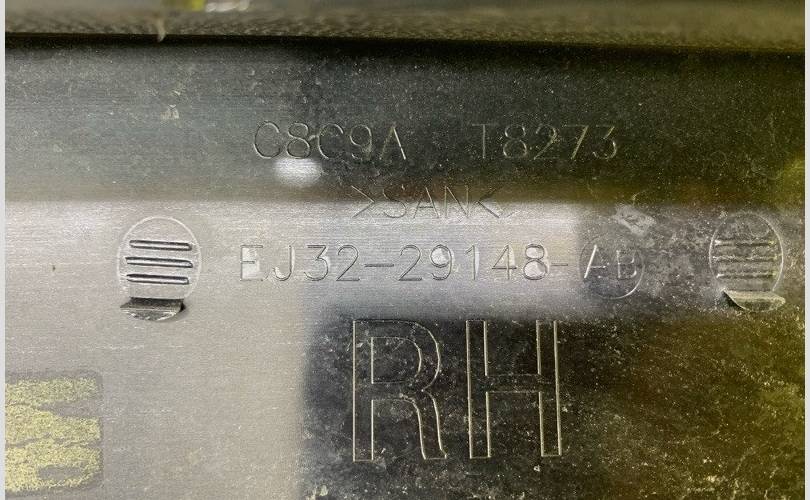 C8C9A T8273
>SAN<
EJ32-29148-AB
RH